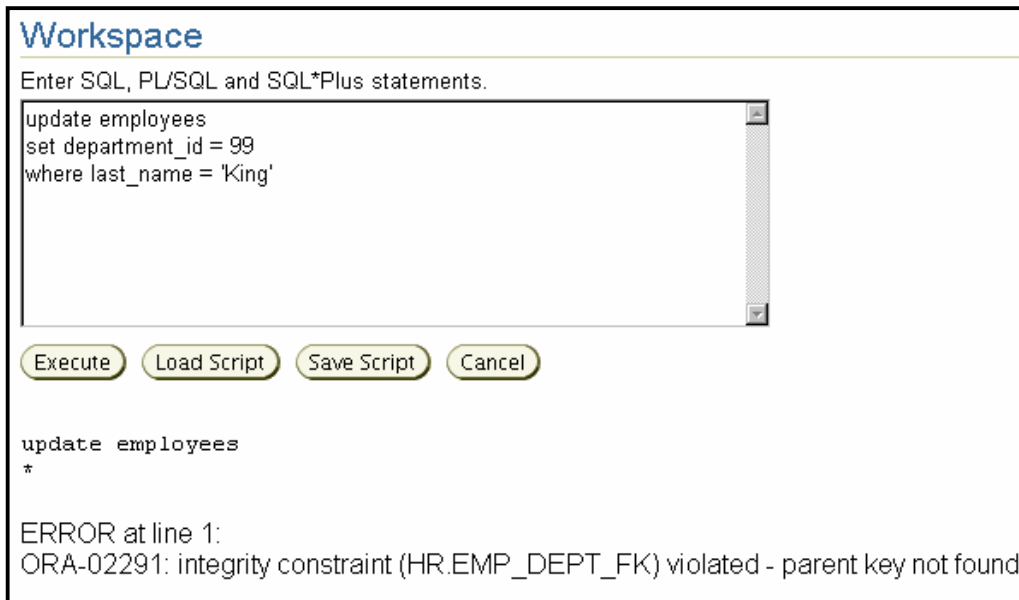 Workspace
Enter SQL, PL/SQL and SQL*Plus statements.
update employees
set department_id = 99
where last_name = 'King'
Execute Load Script Save Script Cancel
update employees
*
ERROR at line 1:
ORA-02291: integrity constraint (HR.EMP_DEPT_FK) violated - parent key not found